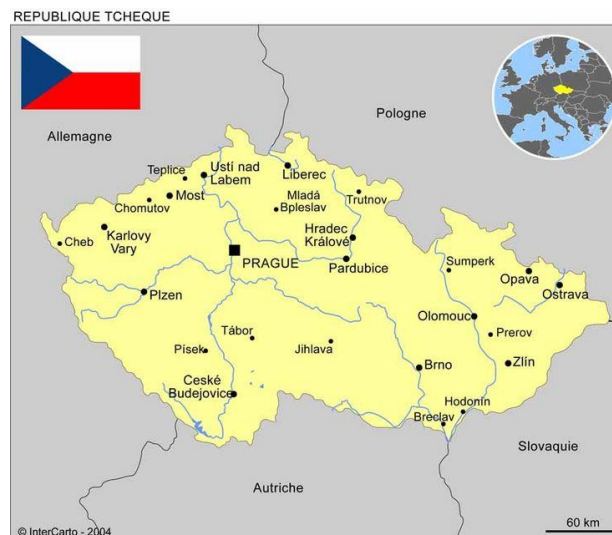 REPUBLIQUE TCHEQUE
Pologne
Allemagne
Teplice
Ustí nad
Labem
Liberec
Most
Chomutov
Mladá
Bpleslav
Trutnov
Karlovy
Vary
Cheb
Hradec
Králové
PRAGUE
Pardubice
Sumperk
Opava
Ostrava
Plzen
Olomouc
Tábor
Jihlava
Prerov
Písek
Brno
Zlín
České
Budejovice
Hodonín
Breclav
Slovaquie
Autriche
© InterCarto - 2004
60 km